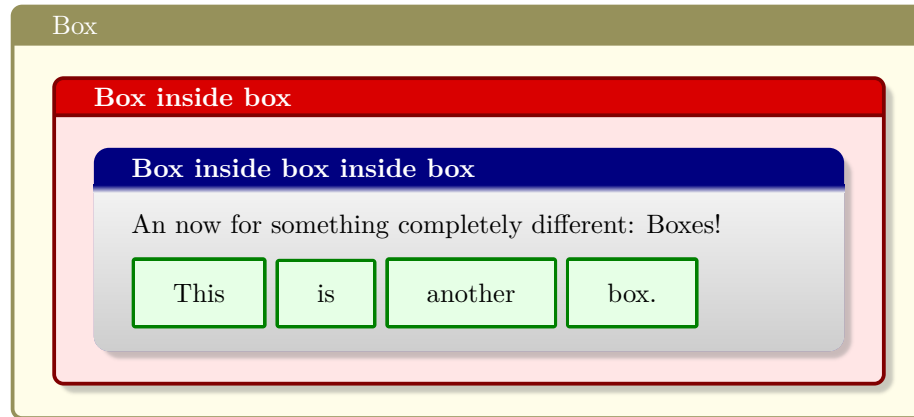 Box
Box inside box
Box inside box inside box
An now for something completely different: Boxes!
This is another box.